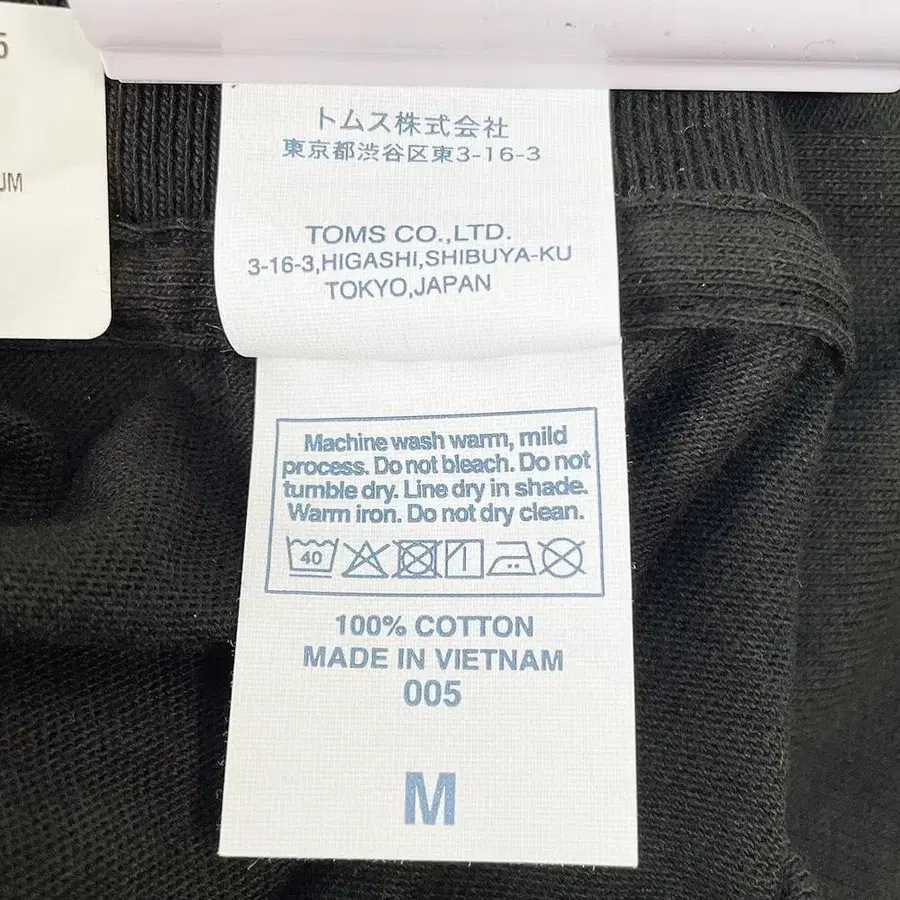 5
UM
トムス株式会社
東京都渋谷区東3-16-3
TOMS CO.,LTD.
3-16-3,HIGASHI,SHIBUYA-KU
TOKYO,JAPAN
Machine wash warm, mild
process. Do not bleach. Do not
tumble dry. Line dry in shade.
Warm iron. Do not dry clean.
40
100% COTTON
MADE IN VIETNAM
005
M